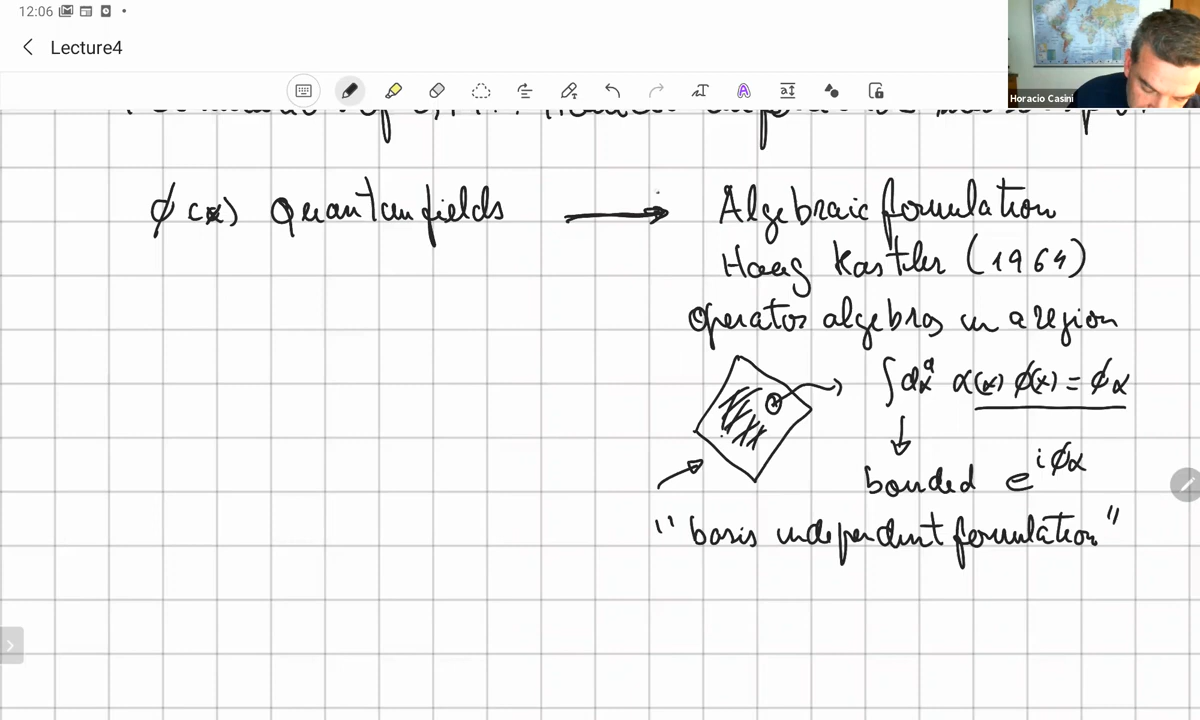 12:06
Lecture4
Horacio Casini
ϕ(x) Quantum fields → Algebraic formulation
Haag Kastler (1964)
operator algebras in a region
∫dx^d α(x) ϕ(x) = ϕα
↓
bounded e^{iϕα}
"basis independent formulation"